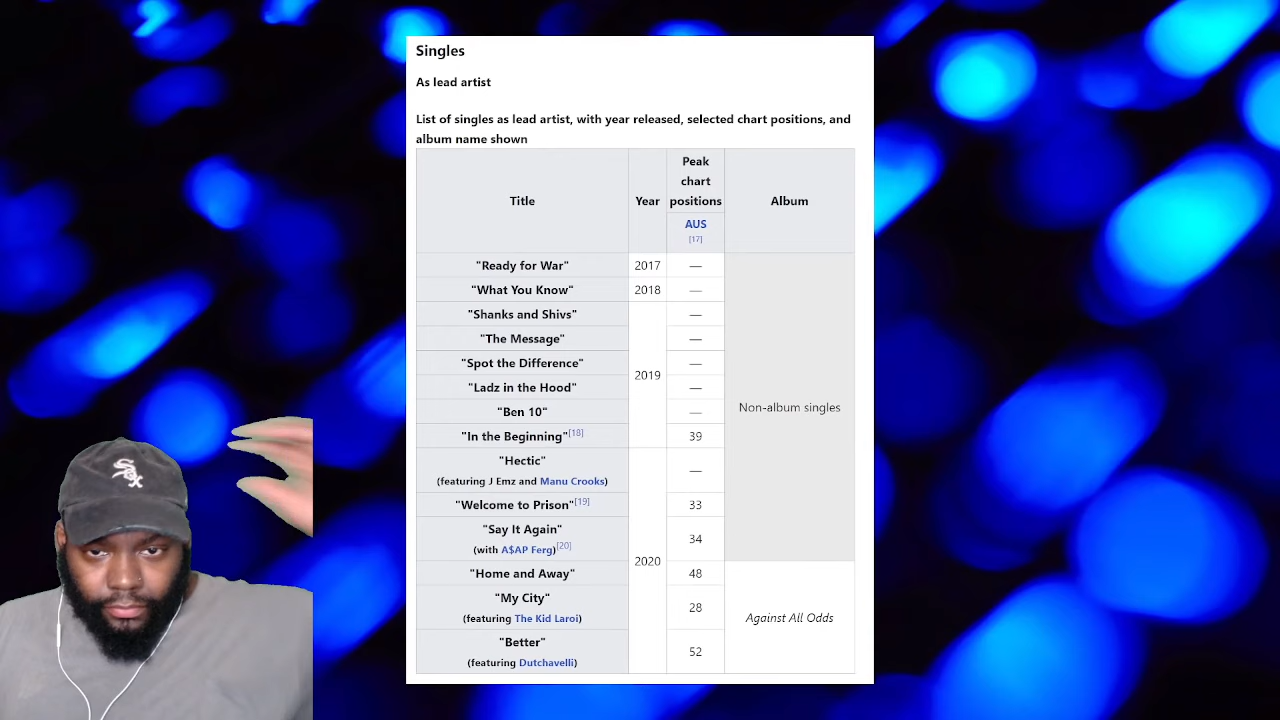 Singles
As lead artist
List of singles as lead artist, with year released, selected chart positions, and
album name shown
Title Year Peak chart positions Album
AUS
[17]
"Ready for War" 2017 — Non-album singles
"What You Know" 2018 —
"Shanks and Shivs" 2019 —
"The Message" —
"Spot the Difference" —
"Ladz in the Hood" —
"Ben 10" —
"In the Beginning"[18] 39
"Hectic"
(featuring J Emz and Manu Crooks) 2020 —
"Welcome to Prison"[19] 33
"Say It Again"
(with A$AP Ferg)[20] 34
"Home and Away" 48 Against All Odds
"My City"
(featuring The Kid Laroi) 28
"Better"
(featuring Dutchavelli) 52
Sox